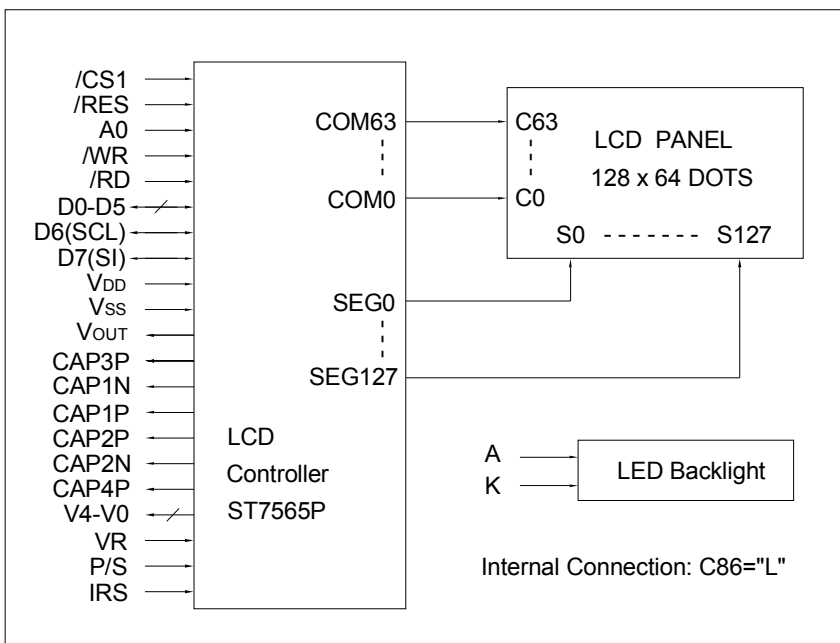 /CS1
/RES
A0
/WR
/RD
D0-D5
D6(SCL)
D7(SI)
VDD
VSS
VOUT
CAP3P
CAP1N
CAP1P
CAP2P
CAP2N
CAP4P
V4-V0
VR
P/S
IRS
COM63
COM0
SEG0
SEG127
LCD
Controller
ST7565P
C63
LCD PANEL
128 x 64 DOTS
C0
S0 S127
A
K
LED Backlight
Internal Connection: C86="L"